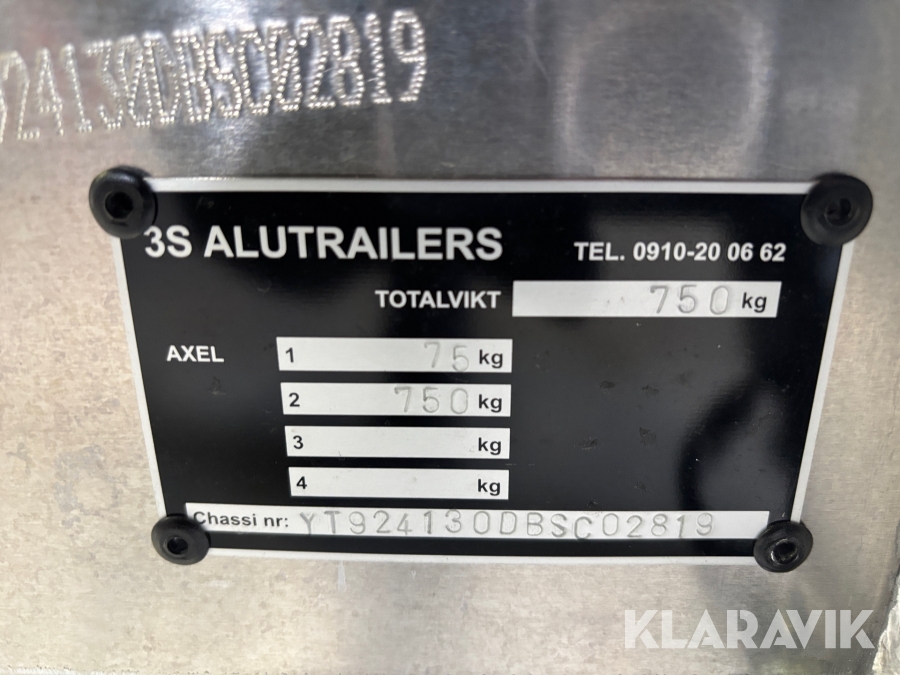 924130DBSC02819
3S ALUTRAILERS TEL. 0910-20 06 62
TOTALVIKT 750 kg
AXEL 1 75 kg
2 750 kg
3 kg
4 kg
Chassi nr: YT924130DBSC02819
KLARAVIK